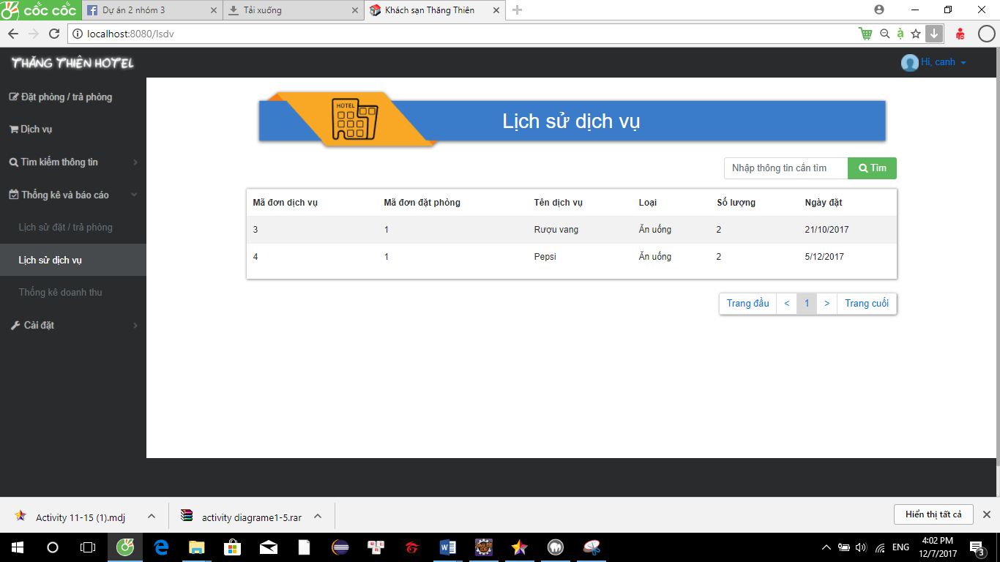 cốc cốc
Dự án 2 nhóm 3
Tải xuống
Khách sạn Thăng Thiên
localhost:8080/lsdv
THĂNG THIÊN HOTEL
Hi, canh
Đặt phòng / trả phòng
Dịch vụ
Tìm kiếm thông tin
Thống kê và báo cáo
Lịch sử đặt / trả phòng
Lịch sử dịch vụ
Thống kê doanh thu
Cài đặt
HOTEL
Lịch sử dịch vụ
Nhập thông tin cần tìm
Tìm
Mã đơn dịch vụ Mã đơn đặt phòng Tên dịch vụ Loại Số lượng Ngày đặt
3 1 Rượu vang Ăn uống 2 21/10/2017
4 1 Pepsi Ăn uống 2 5/12/2017
Trang đầu < 1 > Trang cuối
Activity 11-15 (1).mdj
activity diagrame1-5.rar
Hiển thị tất cả
ENG
4:02 PM
12/7/2017
3